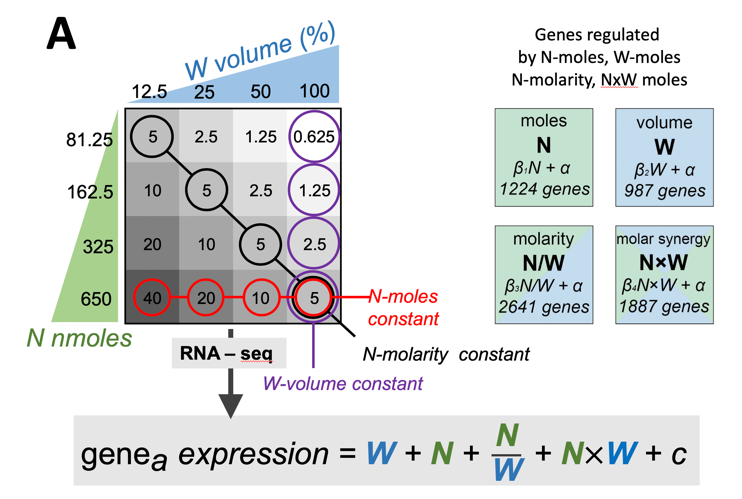 A
W volume (%)
12.5 25 50 100
81.25 5 2.5 1.25 0.625
162.5 10 5 2.5 1.25
325 20 10 5 2.5
650 40 20 10 5
N nmoles
N-moles
constant
N-molarity constant
W-volume constant
RNA – seq
Genes regulated
by N-moles, W-moles
N-molarity, NxW moles
moles
N
β₁N + α
1224 genes
volume
W
β₂W + α
987 genes
molarity
N/W
β₃N/W + α
2641 genes
molar synergy
N×W
β₄N×W + α
1887 genes
geneₐ expression = W + N + N/W + N×W + c